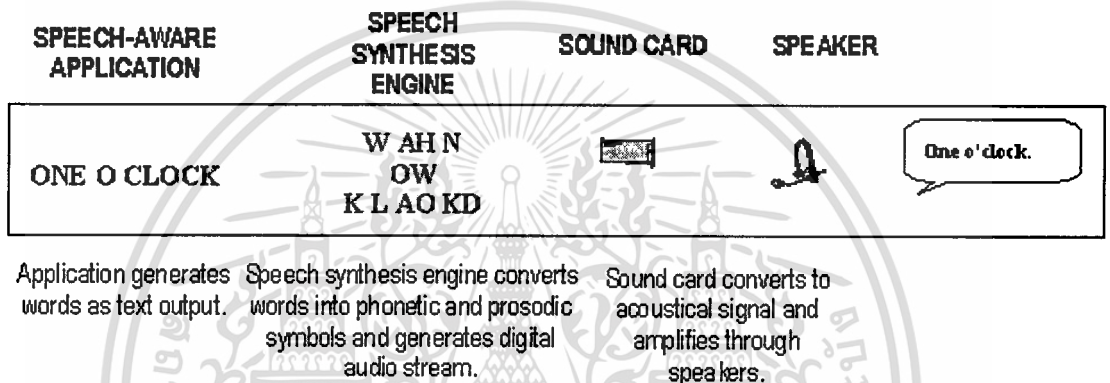 SPEECH-AWARE
APPLICATION
SPEECH
SYNTHESIS
ENGINE
SOUND CARD
SPEAKER
ONE O CLOCK
W AH N
OW
K L AO KD
One o'clock.
Application generates
words as text output.
Speech synthesis engine converts
words into phonetic and prosodic
symbols and generates digital
audio stream.
Sound card converts to
acoustical signal and
amplifies through
speakers.